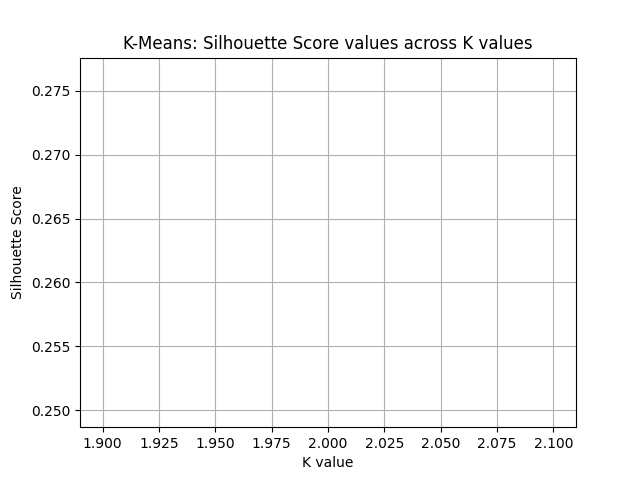 K-Means: Silhouette Score values across K values
Silhouette Score
0.275
0.270
0.265
0.260
0.255
0.250
1.900 1.925 1.950 1.975 2.000 2.025 2.050 2.075 2.100
K value